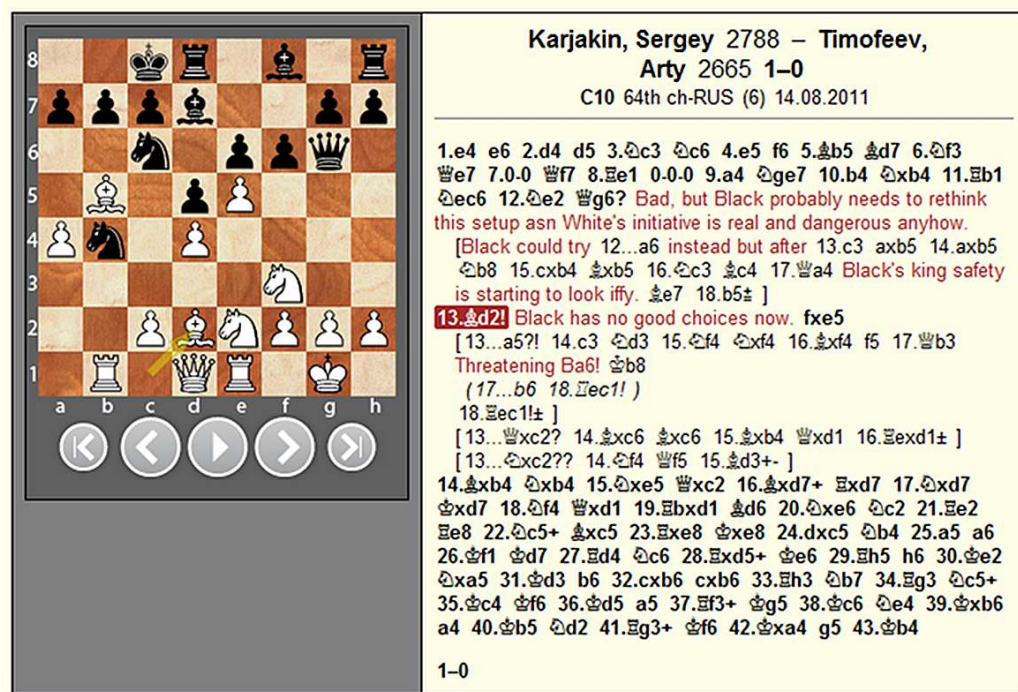 8
7
6
5
4
3
2
1
a b c d e f g h
Karjakin, Sergey 2788 – Timofeev,
Arty 2665 1–0
C10 64th ch-RUS (6) 14.08.2011
1.e4 e6 2.d4 d5 3.♘c3 ♘c6 4.e5 f6 5.♗b5 ♗d7 6.♘f3
♕e7 7.0-0 ♕f7 8.♖e1 0-0-0 9.a4 ♘ge7 10.b4 ♘xb4 11.♖b1
♘ec6 12.♘e2 ♕g6? Bad, but Black probably needs to rethink
this setup asn White's initiative is real and dangerous anyhow.
[Black could try 12...a6 instead but after 13.c3 axb5 14.axb5
♘b8 15.cxb4 ♗xb5 16.♘c3 ♗c4 17.♕a4 Black's king safety
is starting to look iffy. ♗e7 18.b5± ]
13.♗d2! Black has no good choices now. fxe5
[ 13...a5?! 14.c3 ♘d3 15.♘f4 ♘xf4 16.♗xf4 f5 17.♕b3
Threatening Ba6! ♔b8
(17...b6 18.♖ec1! )
18.♖ec1!± ]
[ 13...♕xc2? 14.♗xc6 ♗xc6 15.♗xb4 ♕xd1 16.♖exd1± ]
[ 13...♘xc2?? 14.♘f4 ♕f5 15.♗d3+- ]
14.♗xb4 ♘xb4 15.♘xe5 ♕xc2 16.♗xd7+ ♖xd7 17.♘xd7
♔xd7 18.♘f4 ♕xd1 19.♖bxd1 ♗d6 20.♘xe6 ♘c2 21.♖e2
♖e8 22.♘c5+ ♗xc5 23.♖xe8 ♔xe8 24.dxc5 ♘b4 25.a5 a6
26.♔f1 ♔d7 27.♖d4 ♘c6 28.♖xd5+ ♔e6 29.♖h5 h6 30.♔e2
♘xa5 31.♔d3 b6 32.cxb6 cxb6 33.♖h3 ♘b7 34.♖g3 ♘c5+
35.♔c4 ♔f6 36.♔d5 a5 37.♖f3+ ♔g5 38.♔c6 ♘e4 39.♔xb6
a4 40.♔b5 ♘d2 41.♖g3+ ♔f6 42.♔xa4 g5 43.♔b4
1–0